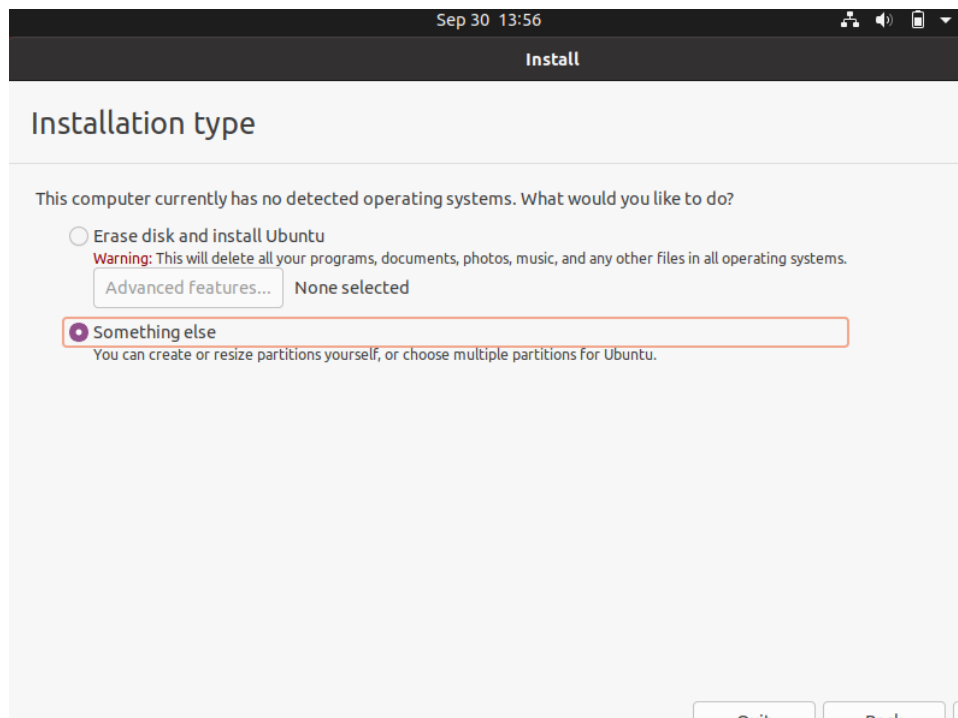 Sep 30 13:56
Install
Installation type
This computer currently has no detected operating systems. What would you like to do?
Erase disk and install Ubuntu
Warning: This will delete all your programs, documents, photos, music, and any other files in all operating systems.
Advanced features... None selected
Something else
You can create or resize partitions yourself, or choose multiple partitions for Ubuntu.